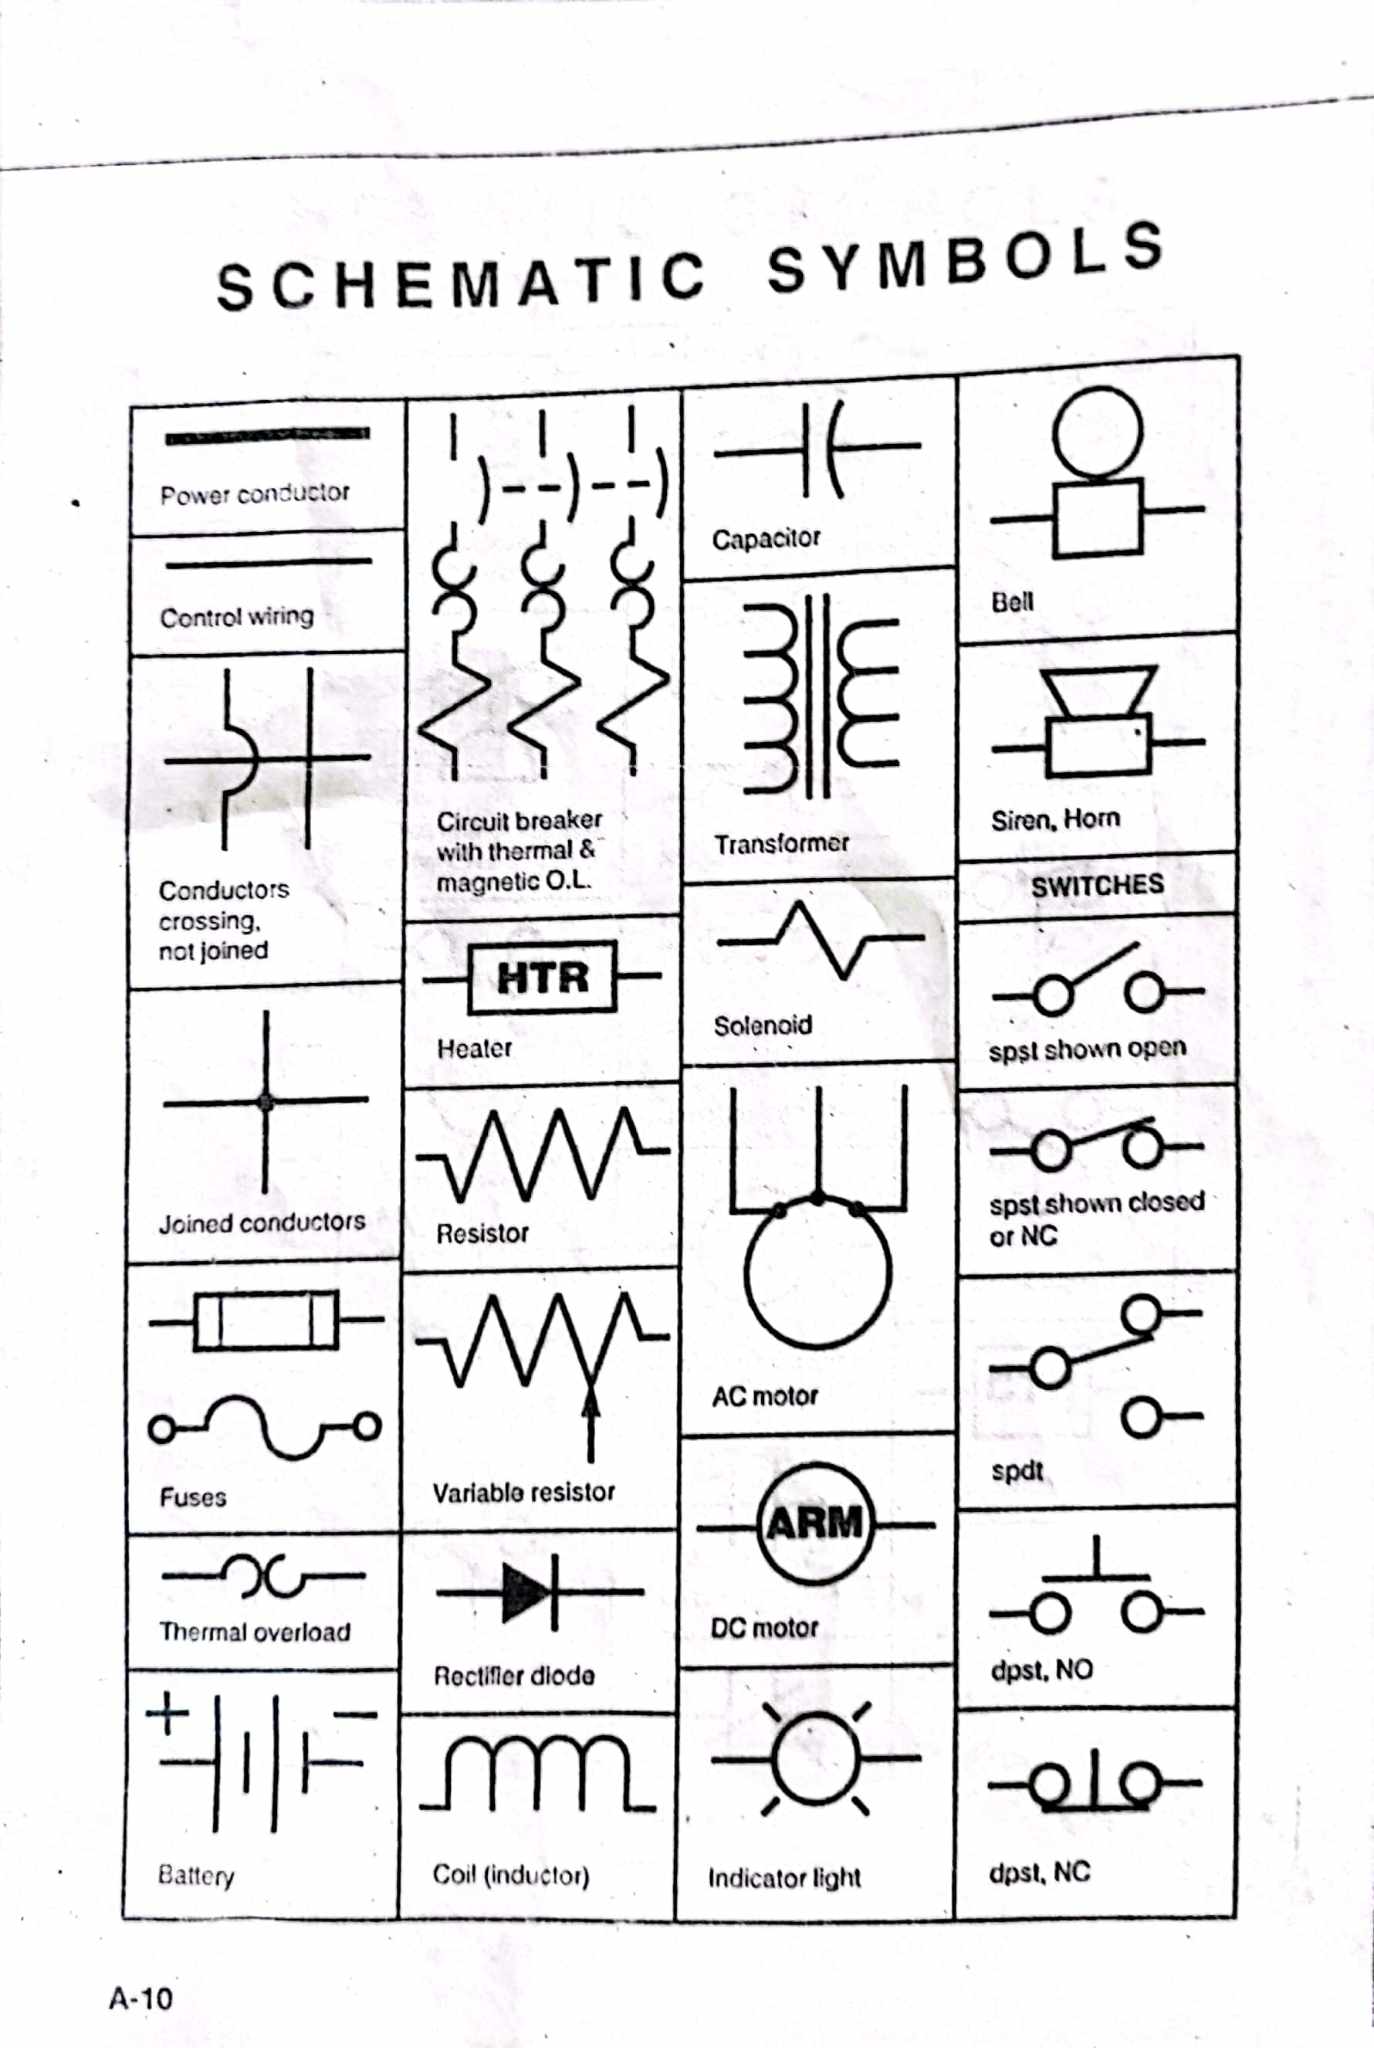 SCHEMATIC SYMBOLS
Power conductor
Control wiring
Conductors
crossing,
not joined
Joined conductors
Fuses
Thermal overload
+ −
Battery
Circuit breaker
with thermal &
magnetic O.L.
HTR
Heater
Resistor
Variable resistor
Rectifier diode
Coil (inductor)
Capacitor
Transformer
Solenoid
AC motor
ARM
DC motor
Indicator light
Bell
Siren, Horn
SWITCHES
spst shown open
spst shown closed
or NC
spdt
dpst, NO
dpst, NC
A-10